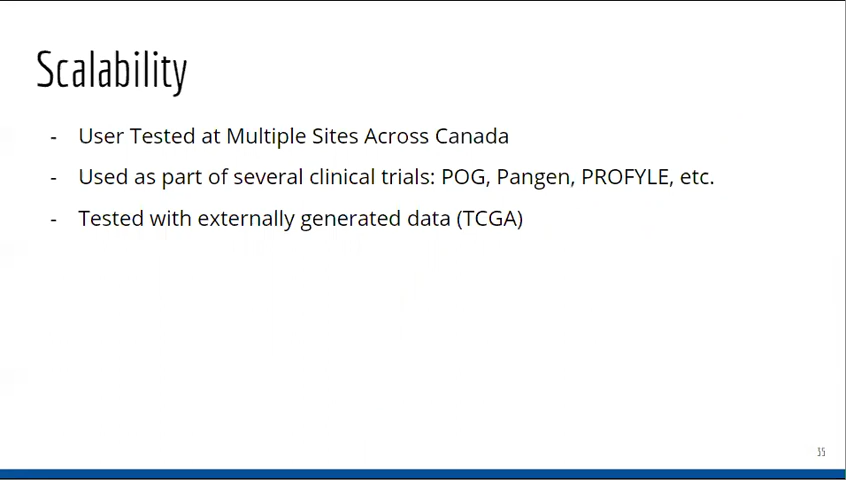 Scalability
- User Tested at Multiple Sites Across Canada
- Used as part of several clinical trials: POG, Pangen, PROFYLE, etc.
- Tested with externally generated data (TCGA)
35